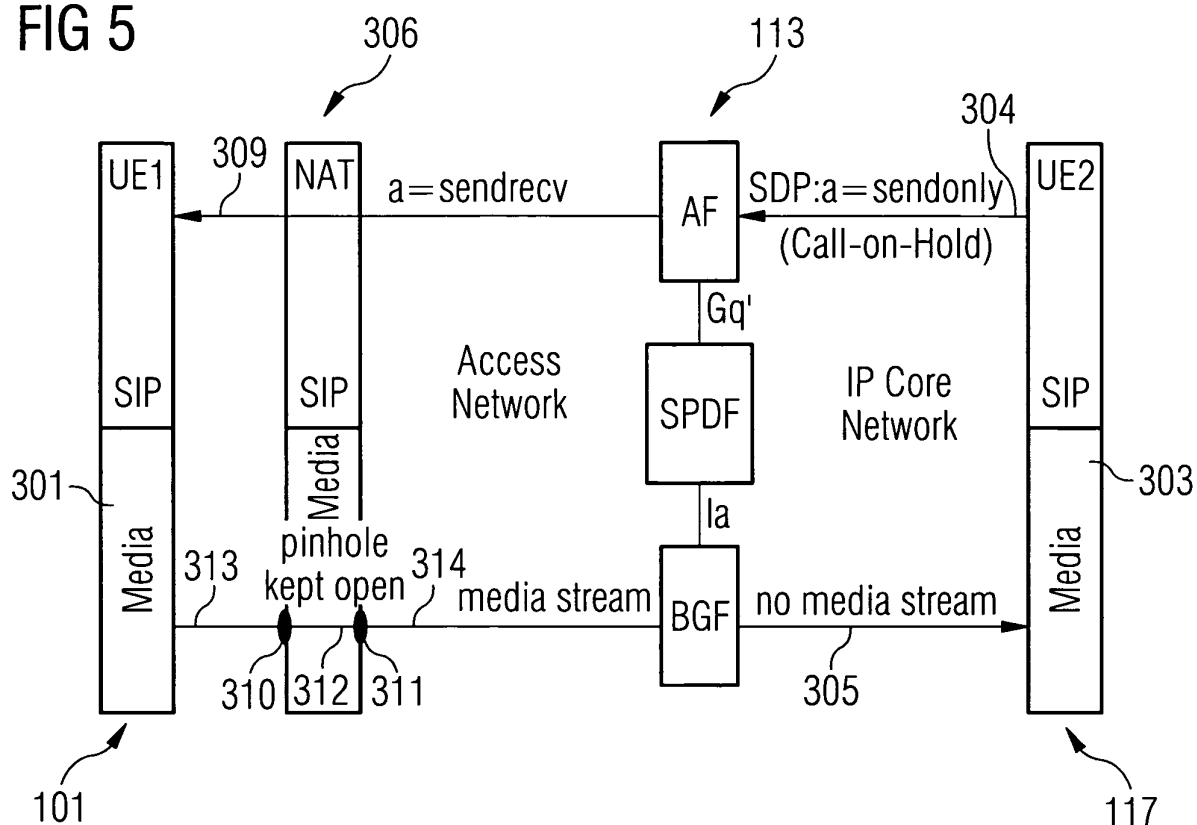 FIG 5
306
113
304
309
UE1
NAT
a=sendrecv
AF
SDP:a=sendonly
(Call-on-Hold)
UE2
Gq'
Access
Network
IP Core
Network
SIP
SIP
SPDF
SIP
301
Media
Media
Ia
303
Media
pinhole
kept open
313
314
media stream
BGF
no media stream
310
312
311
305
101
117